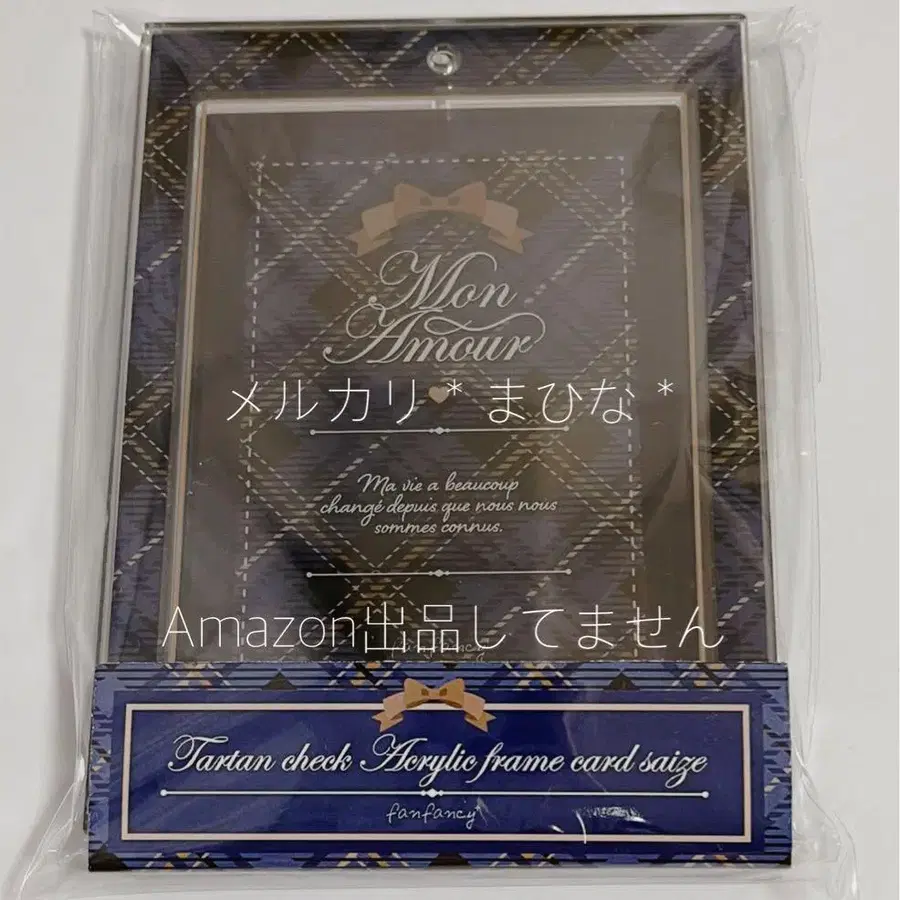 Mon
Amour
メルカリ * まひな *
Ma vie a beaucoup
changé depuis que nous nous
sommes connus.
Amazon出品してません
fanfancy
Tartan check Acrylic frame card saize
fanfancy